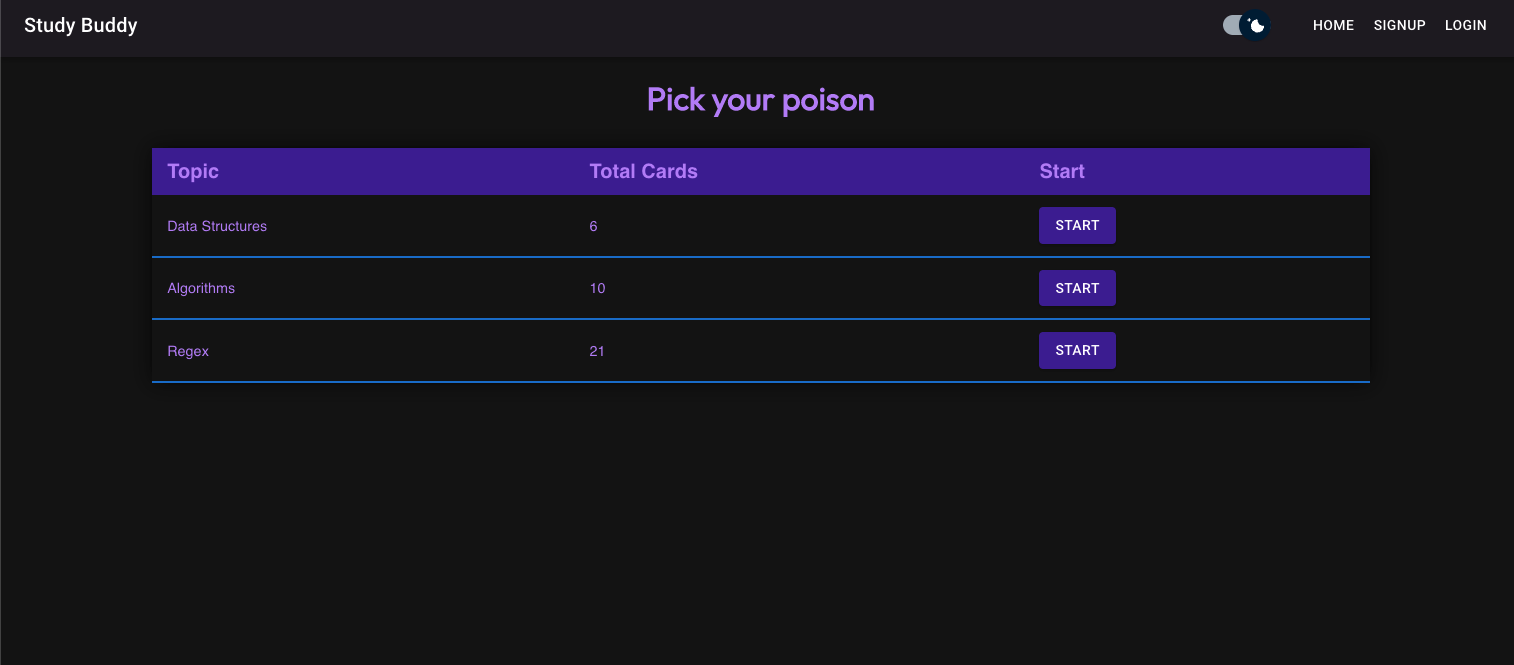 Study Buddy HOME SIGNUP LOGIN
Pick your poison
Topic Total Cards Start
Data Structures 6 START
Algorithms 10 START
Regex 21 START